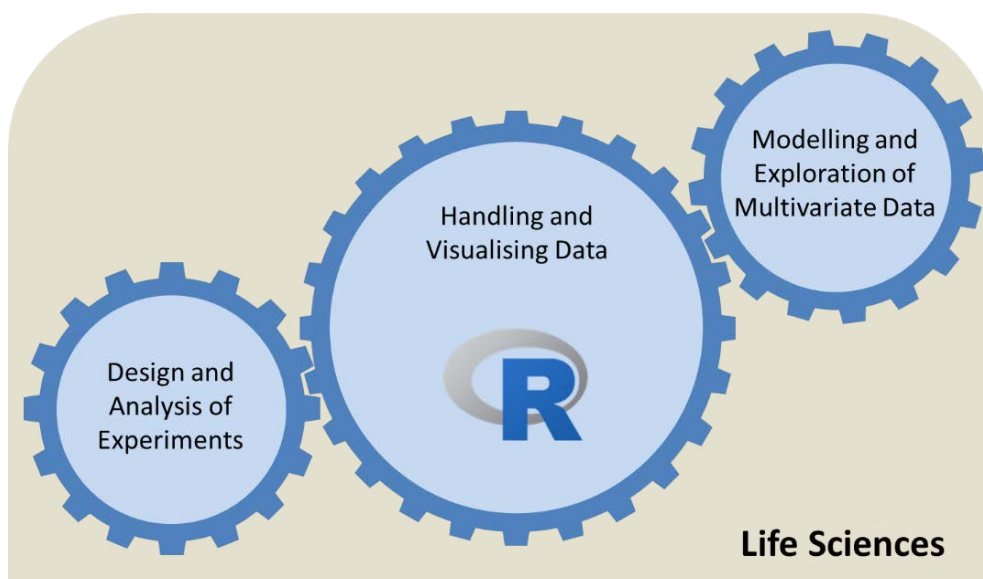 Modelling and
Exploration of
Multivariate Data
Handling and
Visualising Data
R
Design and
Analysis of
Experiments
Life Sciences